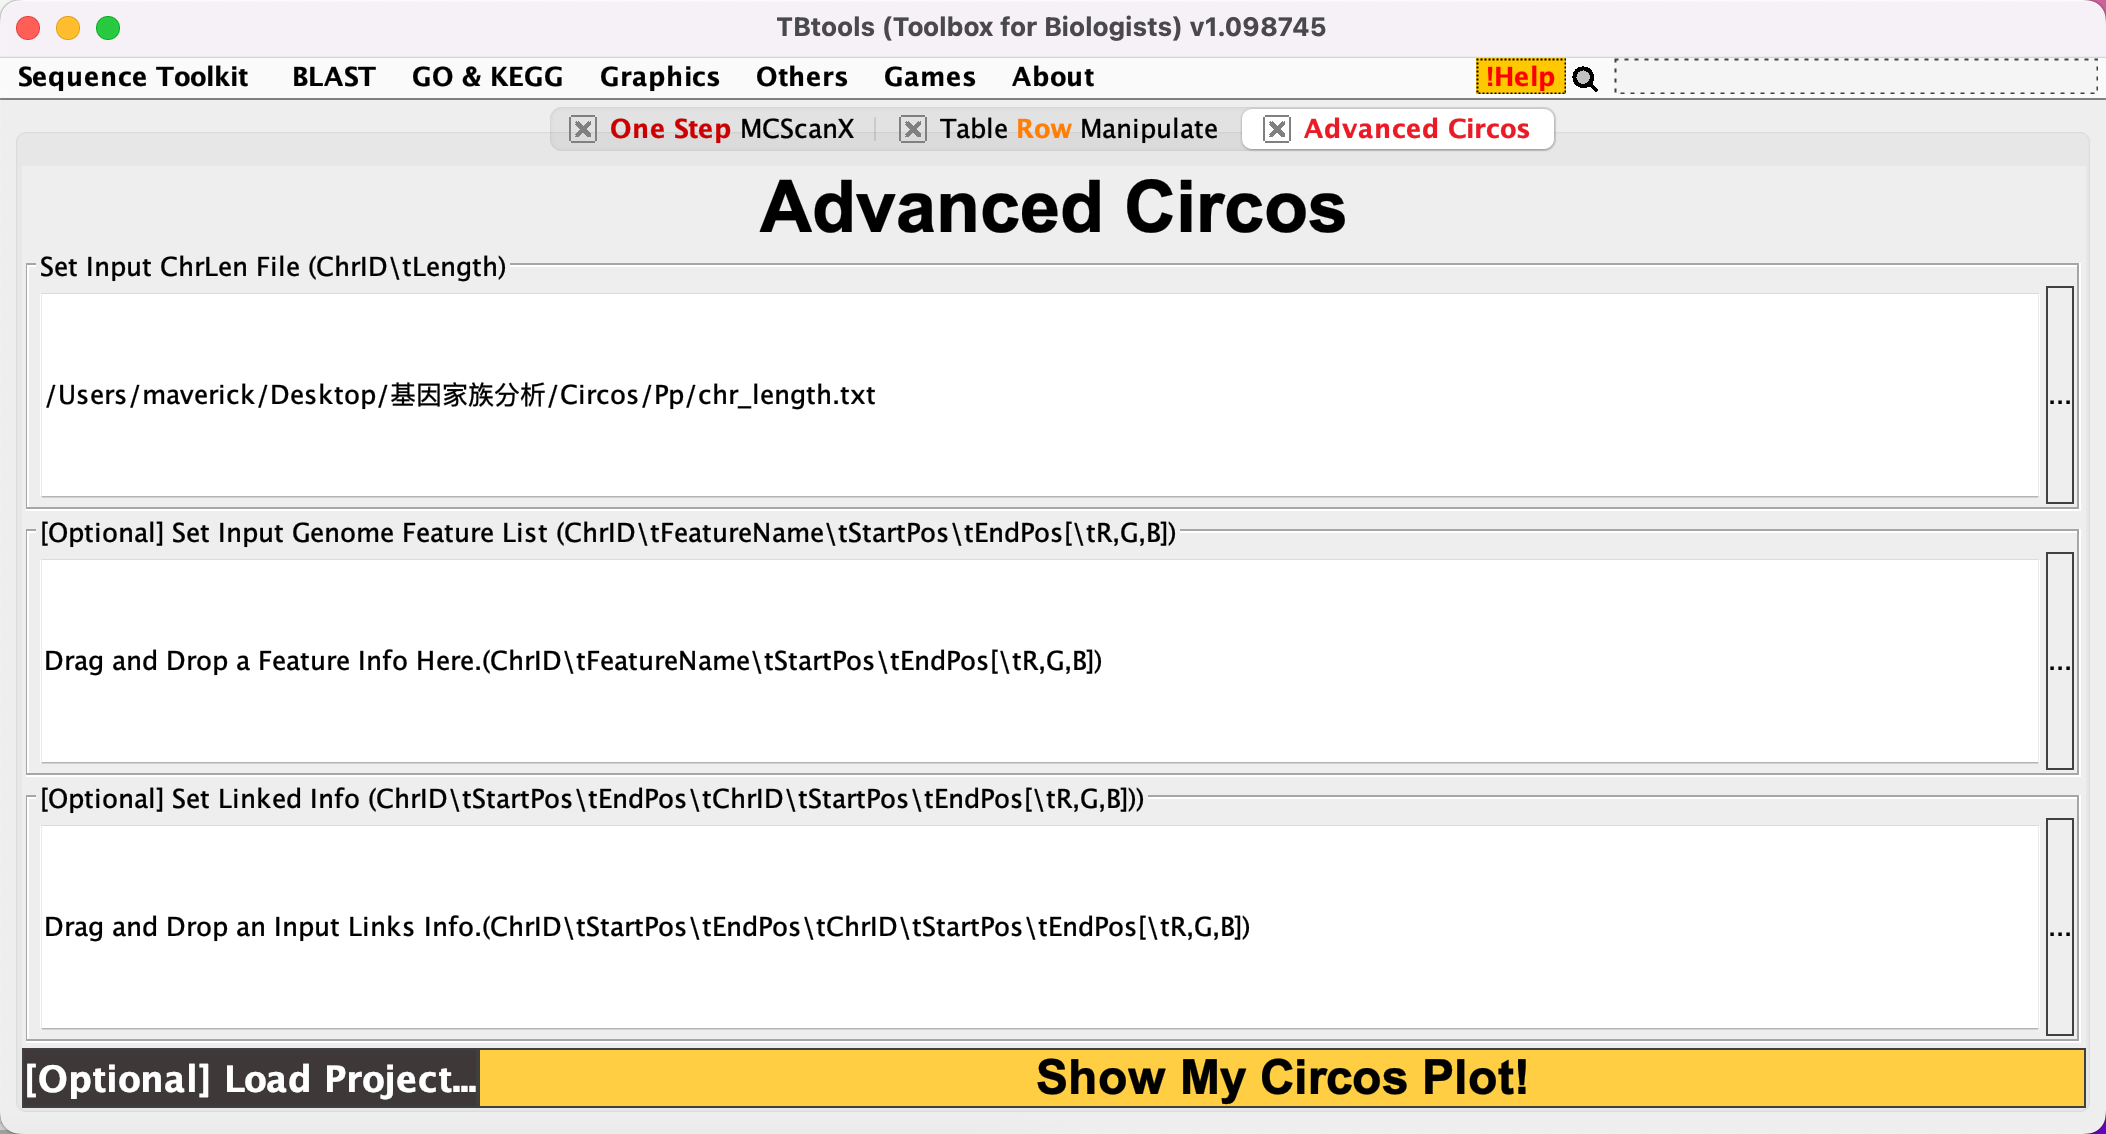 TBtools (Toolbox for Biologists) v1.098745
Sequence Toolkit BLAST GO & KEGG Graphics Others Games About !Help
One Step MCScanX Table Row Manipulate Advanced Circos
Advanced Circos
Set Input ChrLen File (ChrID\tLength)
/Users/maverick/Desktop/基因家族分析/Circos/Pp/chr_length.txt
...
[Optional] Set Input Genome Feature List (ChrID\tFeatureName\tStartPos\tEndPos[\tR,G,B])
Drag and Drop a Feature Info Here.(ChrID\tFeatureName\tStartPos\tEndPos[\tR,G,B])
...
[Optional] Set Linked Info (ChrID\tStartPos\tEndPos\tChrID\tStartPos\tEndPos[\tR,G,B]))
Drag and Drop an Input Links Info.(ChrID\tStartPos\tEndPos\tChrID\tStartPos\tEndPos[\tR,G,B])
...
[Optional] Load Project... Show My Circos Plot!